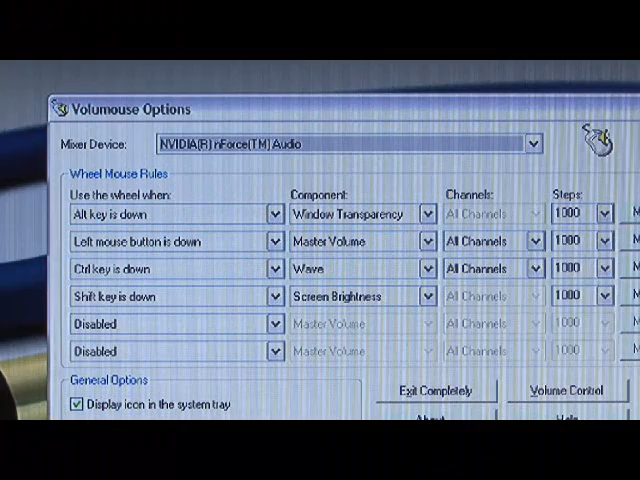 Volumouse Options
Mixer Device: NVIDIA(R) nForce(TM) Audio
Wheel Mouse Rules
Use the wheel when: Component: Channels: Steps:
Alt key is down Window Transparency All Channels 1000 M
Left mouse button is down Master Volume All Channels 1000 M
Ctrl key is down Wave All Channels 1000 M
Shift key is down Screen Brightness All Channels 1000 M
Disabled Master Volume All Channels 1000 M
Disabled Master Volume All Channels 1000 M
General Options
Exit Completely Volume Control
Display icon in the system tray
About Help